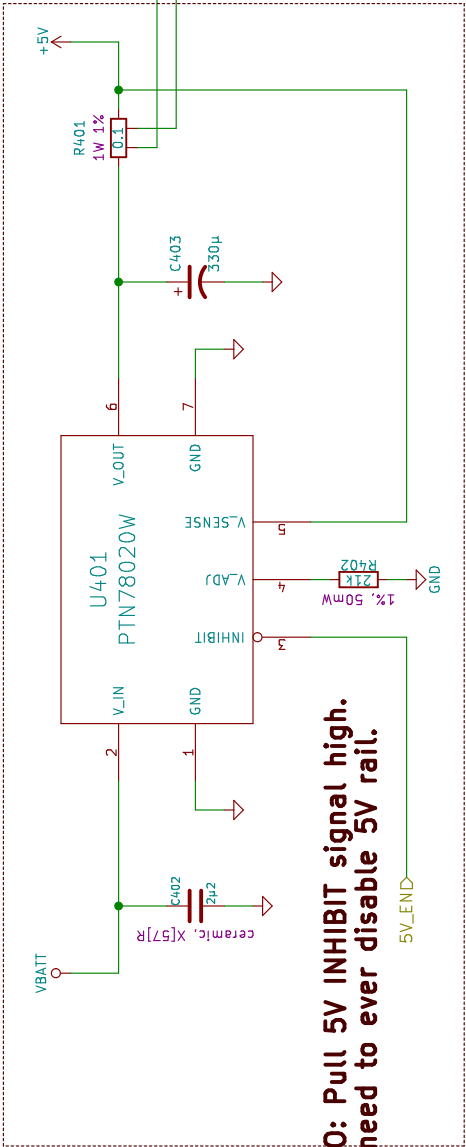 +5V
R401
1W 1%
0.1
C403
330µ
+
6
7
V_OUT
GND
U401
PTN78020W
V_SENSE
5
V_ADJ
4
R402
21k
1%, 50mW
GND
INHIBIT
3
V_IN
GND
2
1
C402
2µ2
ceramic, X[57]R
VBATT
5V_EN
O: Pull 5V INHIBIT signal high.
need to ever disable 5V rail.